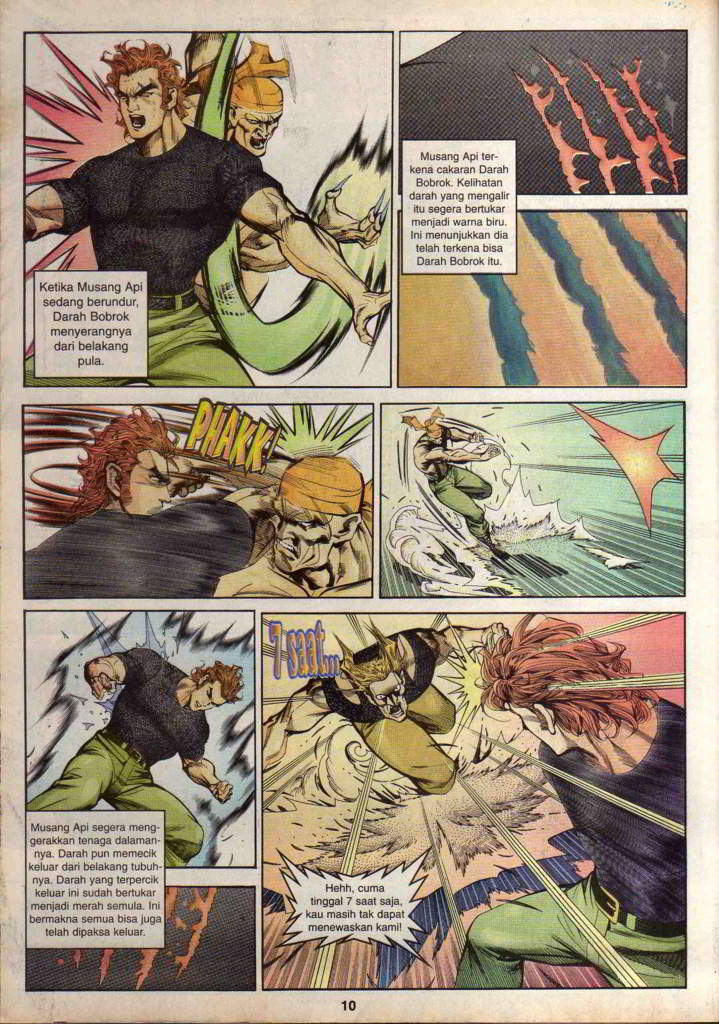 Ketika Musang Api
sedang berundur,
Darah Bobrok
menyerangnya
dari belakang
pula.
Musang Api ter-
kena cakaran Darah
Bobrok. Kelihatan
darah yang mengalir
itu segera bertukar
menjadi warna biru.
Ini menunjukkan dia
telah terkena bisa
Darah Bobrok itu.
PHAKK!
Musang Api segera meng-
gerakkan tenaga dalaman-
nya. Darah pun memecik
keluar dari belakang tubuh-
nya. Darah yang terpercik
keluar ini sudah bertukar
menjadi merah semula. Ini
bermakna semua bisa juga
telah dipaksa keluar.
7 saat...
Hehh, cuma
tinggal 7 saat saja,
kau masih tak dapat
menewaskan kami!
10